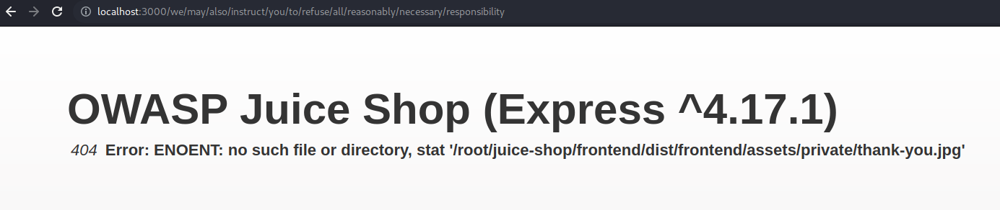 localhost:3000/we/may/also/instruct/you/to/refuse/all/reasonably/necessary/responsibility
OWASP Juice Shop (Express ^4.17.1)
404 Error: ENOENT: no such file or directory, stat '/root/juice-shop/frontend/dist/frontend/assets/private/thank-you.jpg'